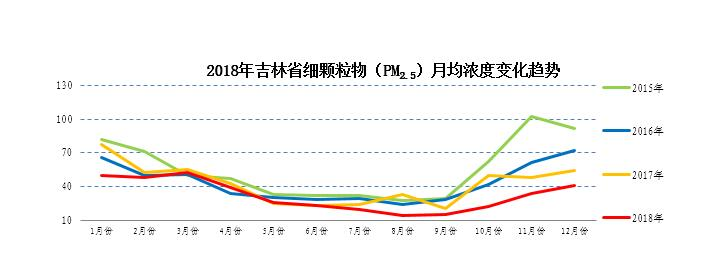 2018年吉林省细颗粒物（PM2.5）月均浓度变化趋势
130
100
70
40
10
1月份 2月份 3月份 4月份 5月份 6月份 7月份 8月份 9月份 10月份 11月份 12月份
2015年
2016年
2017年
2018年